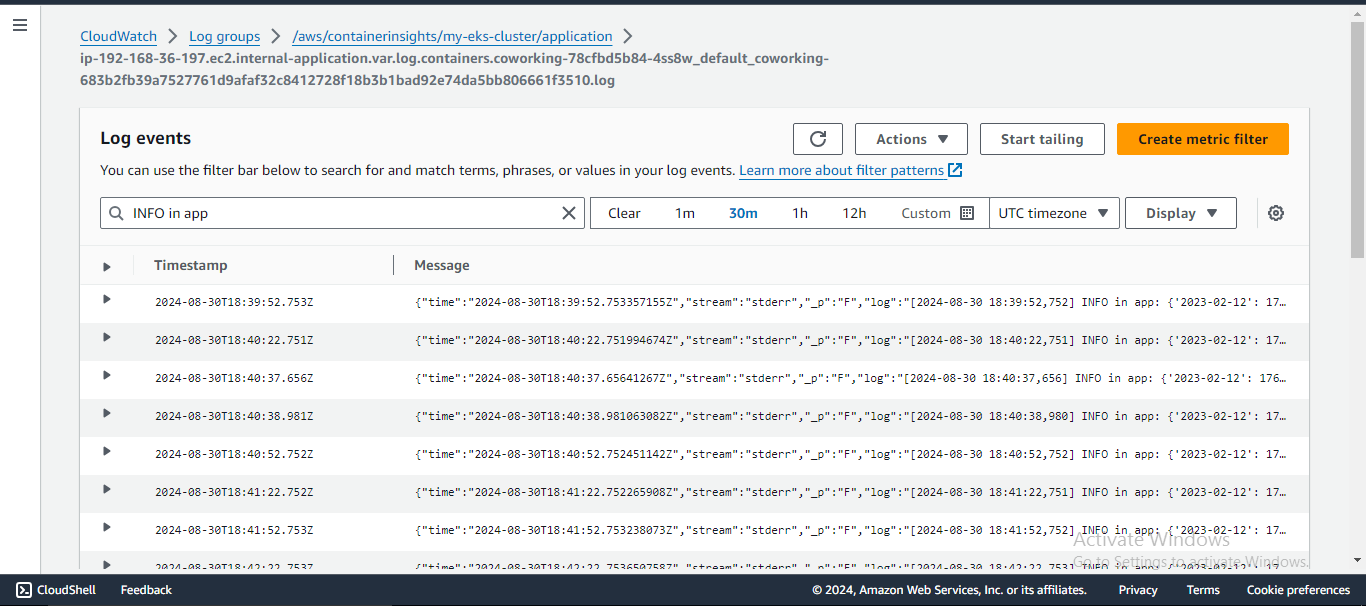 CloudWatch > Log groups > /aws/containerinsights/my-eks-cluster/application >
ip-192-168-36-197.ec2.internal-application.var.log.containers.coworking-78cfbd5b84-4ss8w_default_coworking-
683b2fb39a7527761d9afaf32c8412728f18b3b1bad92e74da5bb806661f3510.log
Log events
Actions
Start tailing
Create metric filter
You can use the filter bar below to search for and match terms, phrases, or values in your log events. Learn more about filter patterns
INFO in app
Clear 1m 30m 1h 12h Custom UTC timezone Display
Timestamp Message
2024-08-30T18:39:52.753Z {"time":"2024-08-30T18:39:52.753357155Z","stream":"stderr","_p":"F","log":"[2024-08-30 18:39:52,752] INFO in app: {'2023-02-12': 17…
2024-08-30T18:40:22.751Z {"time":"2024-08-30T18:40:22.751994674Z","stream":"stderr","_p":"F","log":"[2024-08-30 18:40:22,751] INFO in app: {'2023-02-12': 17…
2024-08-30T18:40:37.656Z {"time":"2024-08-30T18:40:37.65641267Z","stream":"stderr","_p":"F","log":"[2024-08-30 18:40:37,656] INFO in app: {'2023-02-12': 176…
2024-08-30T18:40:38.981Z {"time":"2024-08-30T18:40:38.981063082Z","stream":"stderr","_p":"F","log":"[2024-08-30 18:40:38,980] INFO in app: {'2023-02-12': 17…
2024-08-30T18:40:52.752Z {"time":"2024-08-30T18:40:52.752451142Z","stream":"stderr","_p":"F","log":"[2024-08-30 18:40:52,752] INFO in app: {'2023-02-12': 17…
2024-08-30T18:41:22.752Z {"time":"2024-08-30T18:41:22.752265908Z","stream":"stderr","_p":"F","log":"[2024-08-30 18:41:22,751] INFO in app: {'2023-02-12': 17…
2024-08-30T18:41:52.753Z {"time":"2024-08-30T18:41:52.753238073Z","stream":"stderr","_p":"F","log":"[2024-08-30 18:41:52,752] INFO in app: {'2023-02-12': 17…
Activate Windows
2024-08-30T18:42:22.753Z {"time":"2024-08-30T18:42:22.753650758Z","stream":"stderr","_p":"F","log":"[2024-08-30 18:42:22,753] INFO in app: {'2023-02-12': 17…
Go to Settings to activate Windows.
CloudShell Feedback © 2024, Amazon Web Services, Inc. or its affiliates. Privacy Terms Cookie preferences